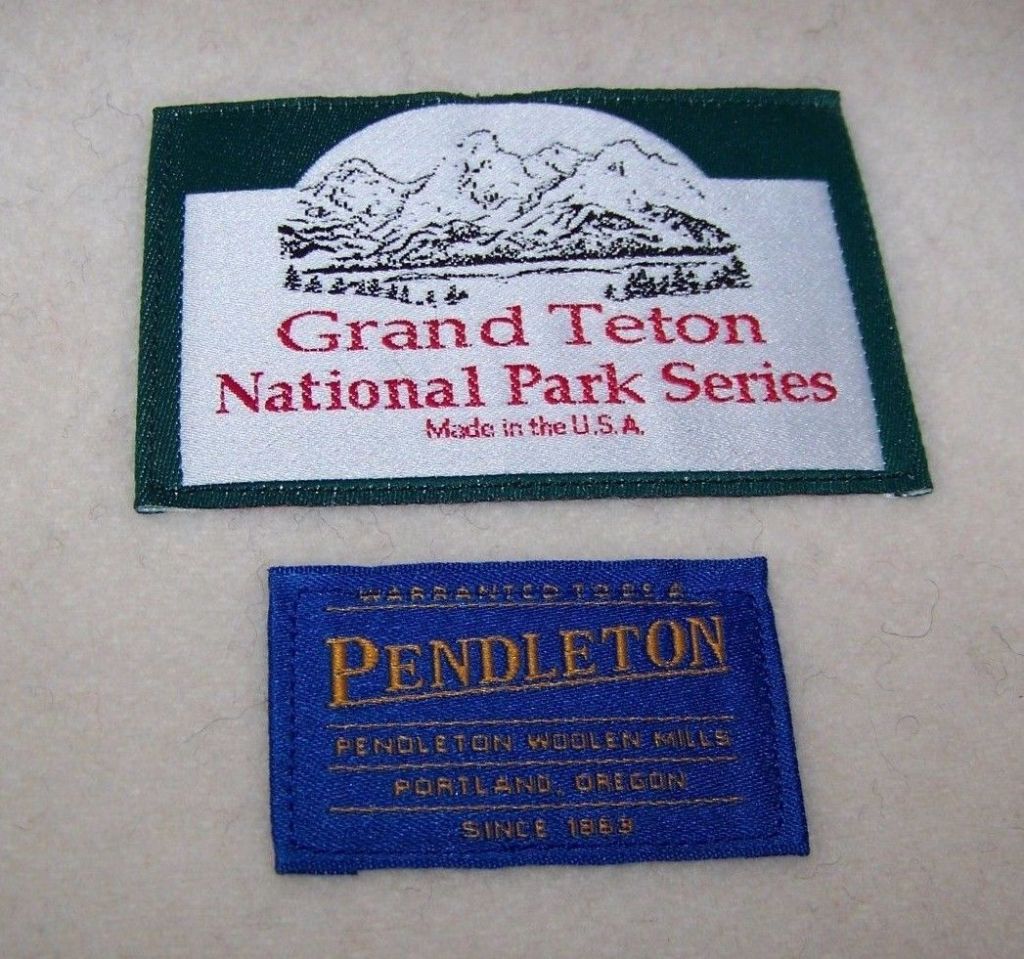 Grand Teton
National Park Series
Made in the U.S.A.
WARRANTED TO BE A
PENDLETON
PENDLETON WOOLEN MILLS
PORTLAND, OREGON
SINCE 1863